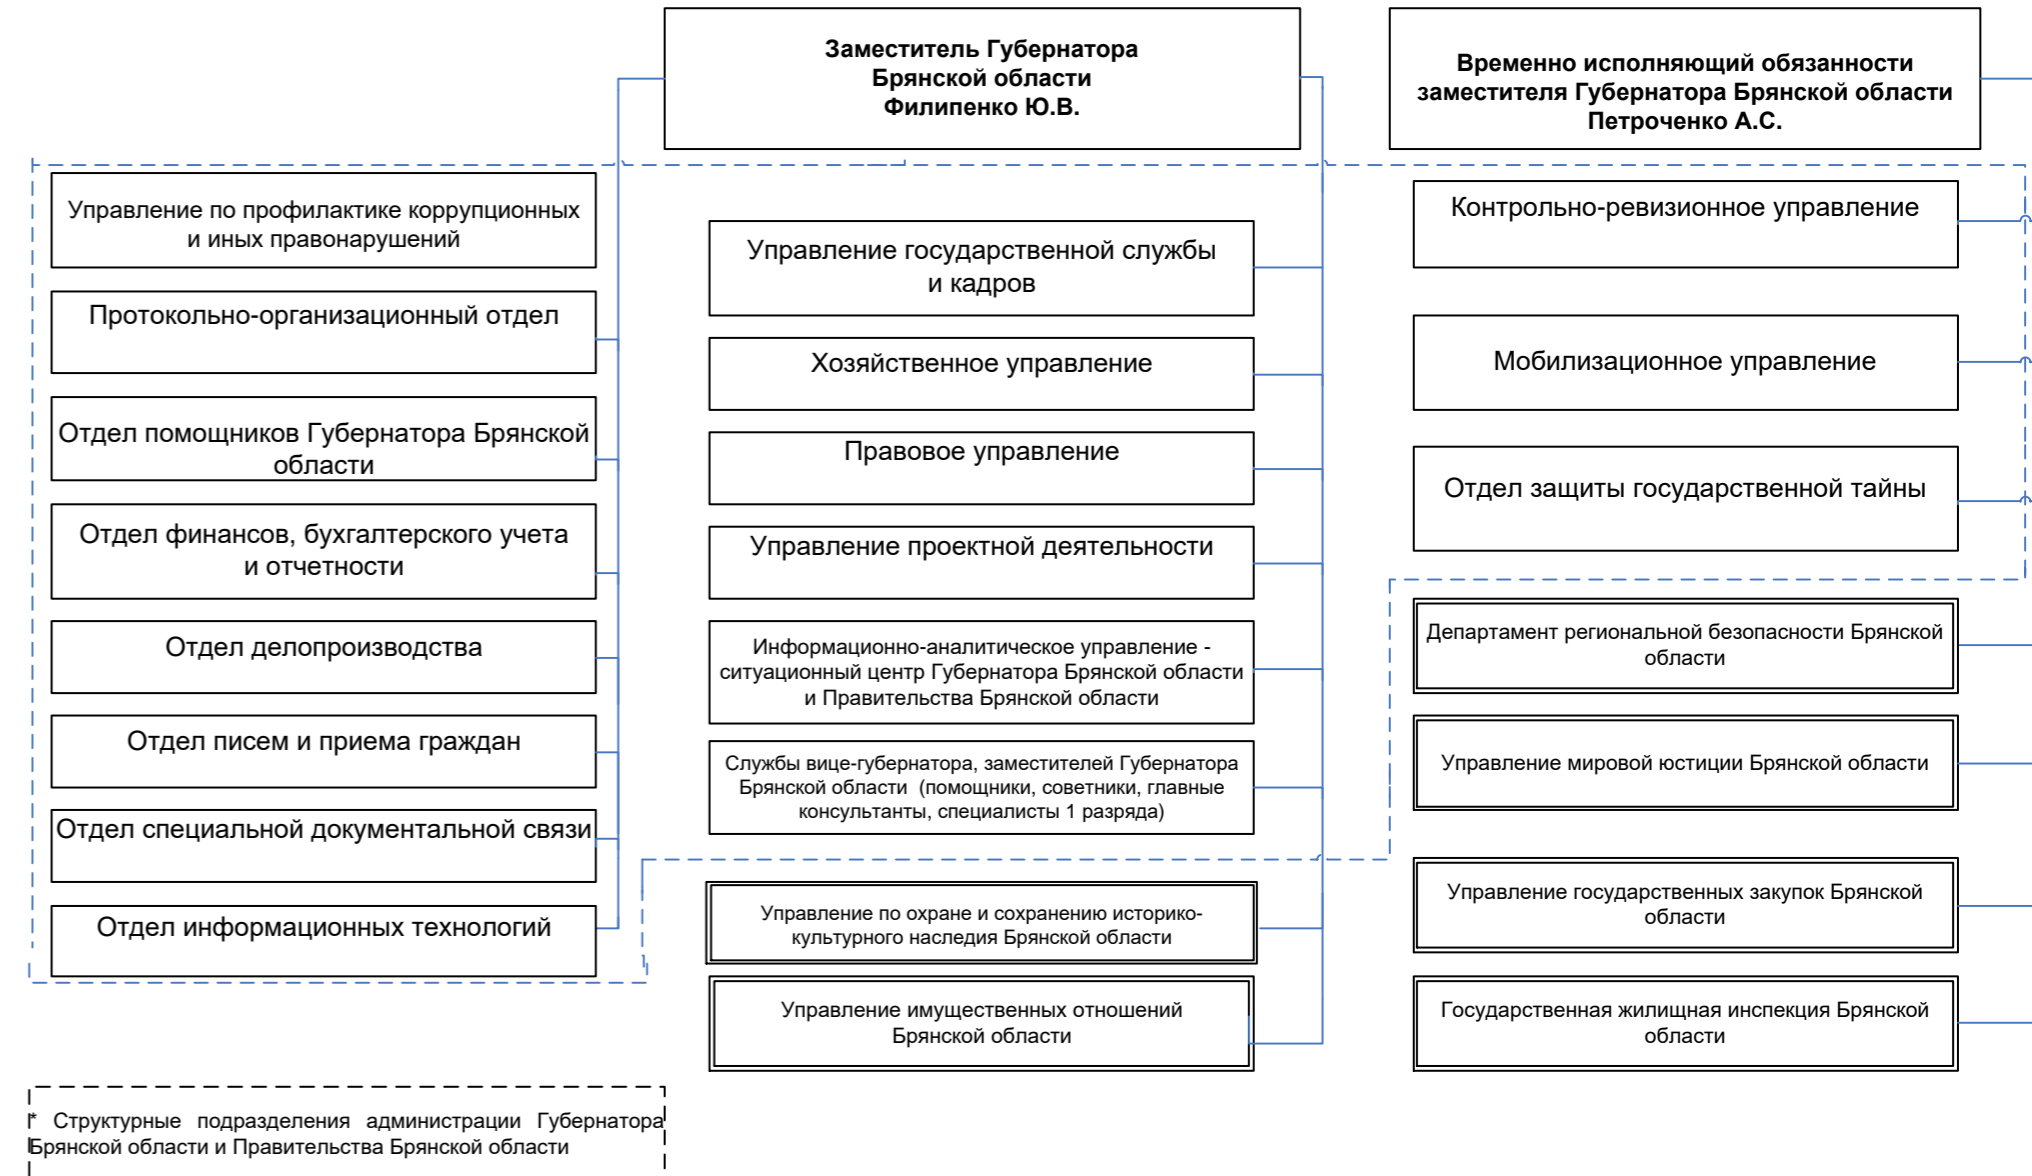 Заместитель Губернатора
Брянской области
Филипенко Ю.В.
Временно исполняющий обязанности
заместителя Губернатора Брянской области
Петроченко А.С.
Управление по профилактике коррупционных
и иных правонарушений
Протокольно-организационный отдел
Отдел помощников Губернатора Брянской
области
Отдел финансов, бухгалтерского учета
и отчетности
Отдел делопроизводства
Отдел писем и приема граждан
Отдел специальной документальной связи
Отдел информационных технологий
Управление государственной службы
и кадров
Хозяйственное управление
Правовое управление
Управление проектной деятельности
Информационно-аналитическое управление -
ситуационный центр Губернатора Брянской области
и Правительства Брянской области
Службы вице-губернатора, заместителей Губернатора
Брянской области (помощники, советники, главные
консультанты, специалисты 1 разряда)
Управление по охране и сохранению историко-
культурного наследия Брянской области
Управление имущественных отношений
Брянской области
Контрольно-ревизионное управление
Мобилизационное управление
Отдел защиты государственной тайны
Департамент региональной безопасности Брянской
области
Управление мировой юстиции Брянской области
Управление государственных закупок Брянской
области
Государственная жилищная инспекция Брянской
области
* Структурные подразделения администрации Губернатора
Брянской области и Правительства Брянской области